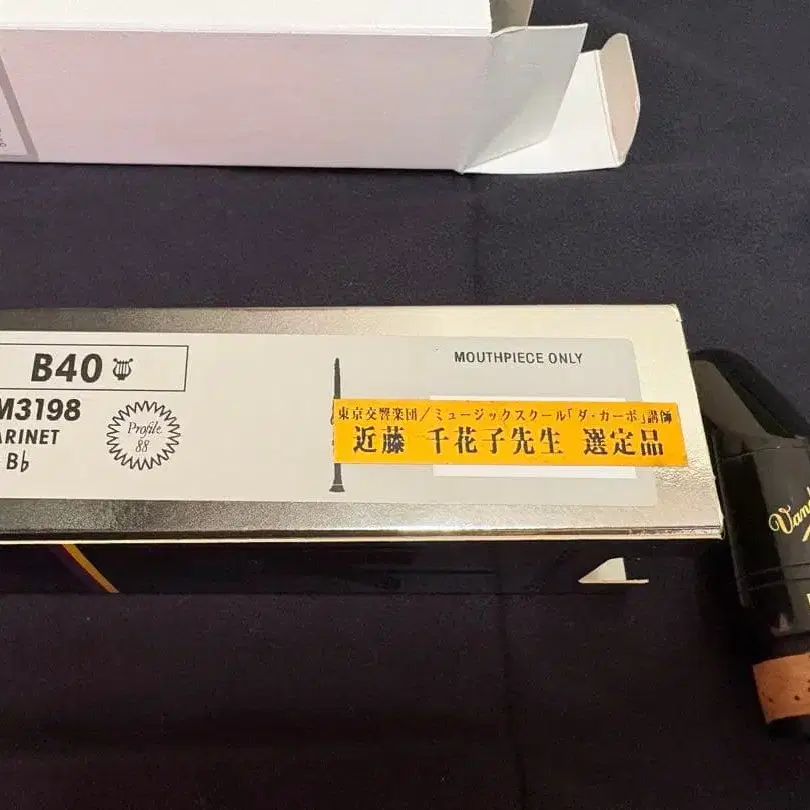 B40
M3198
ARINET
B♭
Profile
88
MOUTHPIECE ONLY
東京交響楽団/ミュージックスクール「ダ・カーポ」講師
近藤 千花子先生 選定品
Van